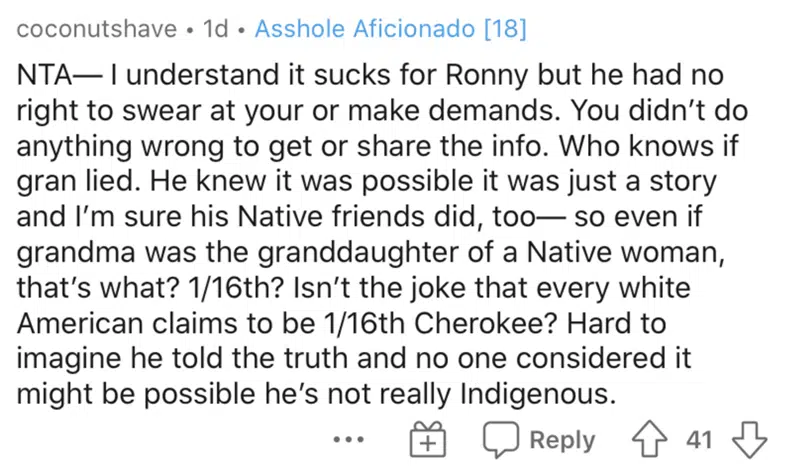 coconutshave • 1d • Asshole Aficionado [18]
NTA— I understand it sucks for Ronny but he had no
right to swear at your or make demands. You didn’t do
anything wrong to get or share the info. Who knows if
gran lied. He knew it was possible it was just a story
and I’m sure his Native friends did, too— so even if
grandma was the granddaughter of a Native woman,
that’s what? 1/16th? Isn’t the joke that every white
American claims to be 1/16th Cherokee? Hard to
imagine he told the truth and no one considered it
might be possible he’s not really Indigenous.
••• Reply 41